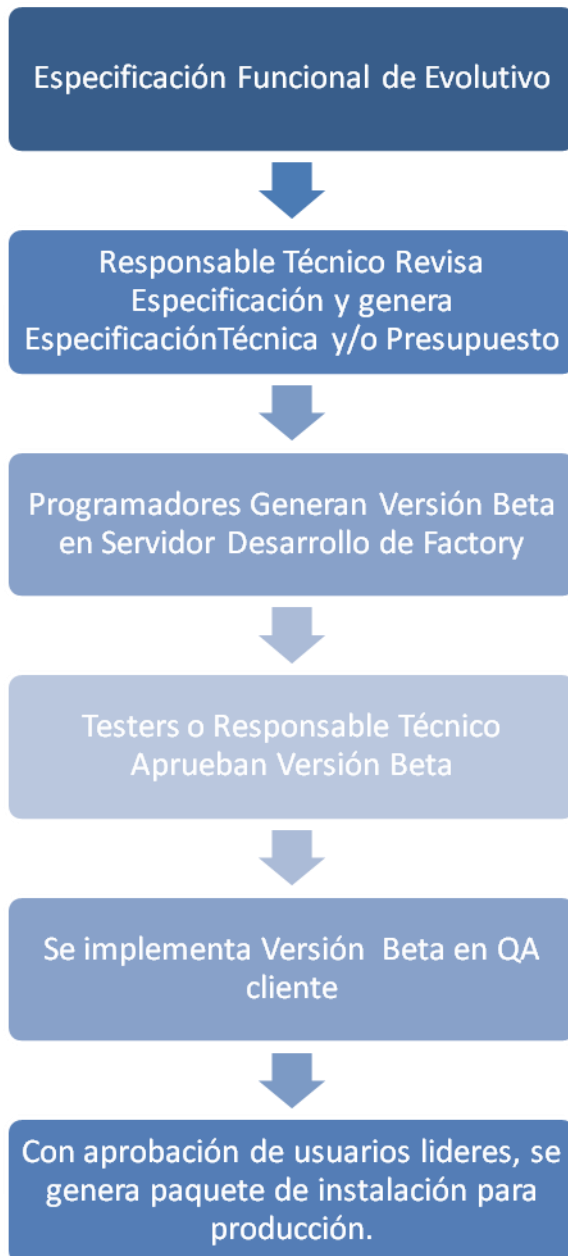 Especificación Funcional de Evolutivo
Responsable Técnico Revisa
Especificación y genera
EspecificaciónTécnica y/o Presupuesto
Programadores Generan Versión Beta
en Servidor Desarrollo de Factory
Testers o Responsable Técnico
Aprueban Versión Beta
Se implementa Versión Beta en QA
cliente
Con aprobación de usuarios lideres, se
genera paquete de instalación para
producción.